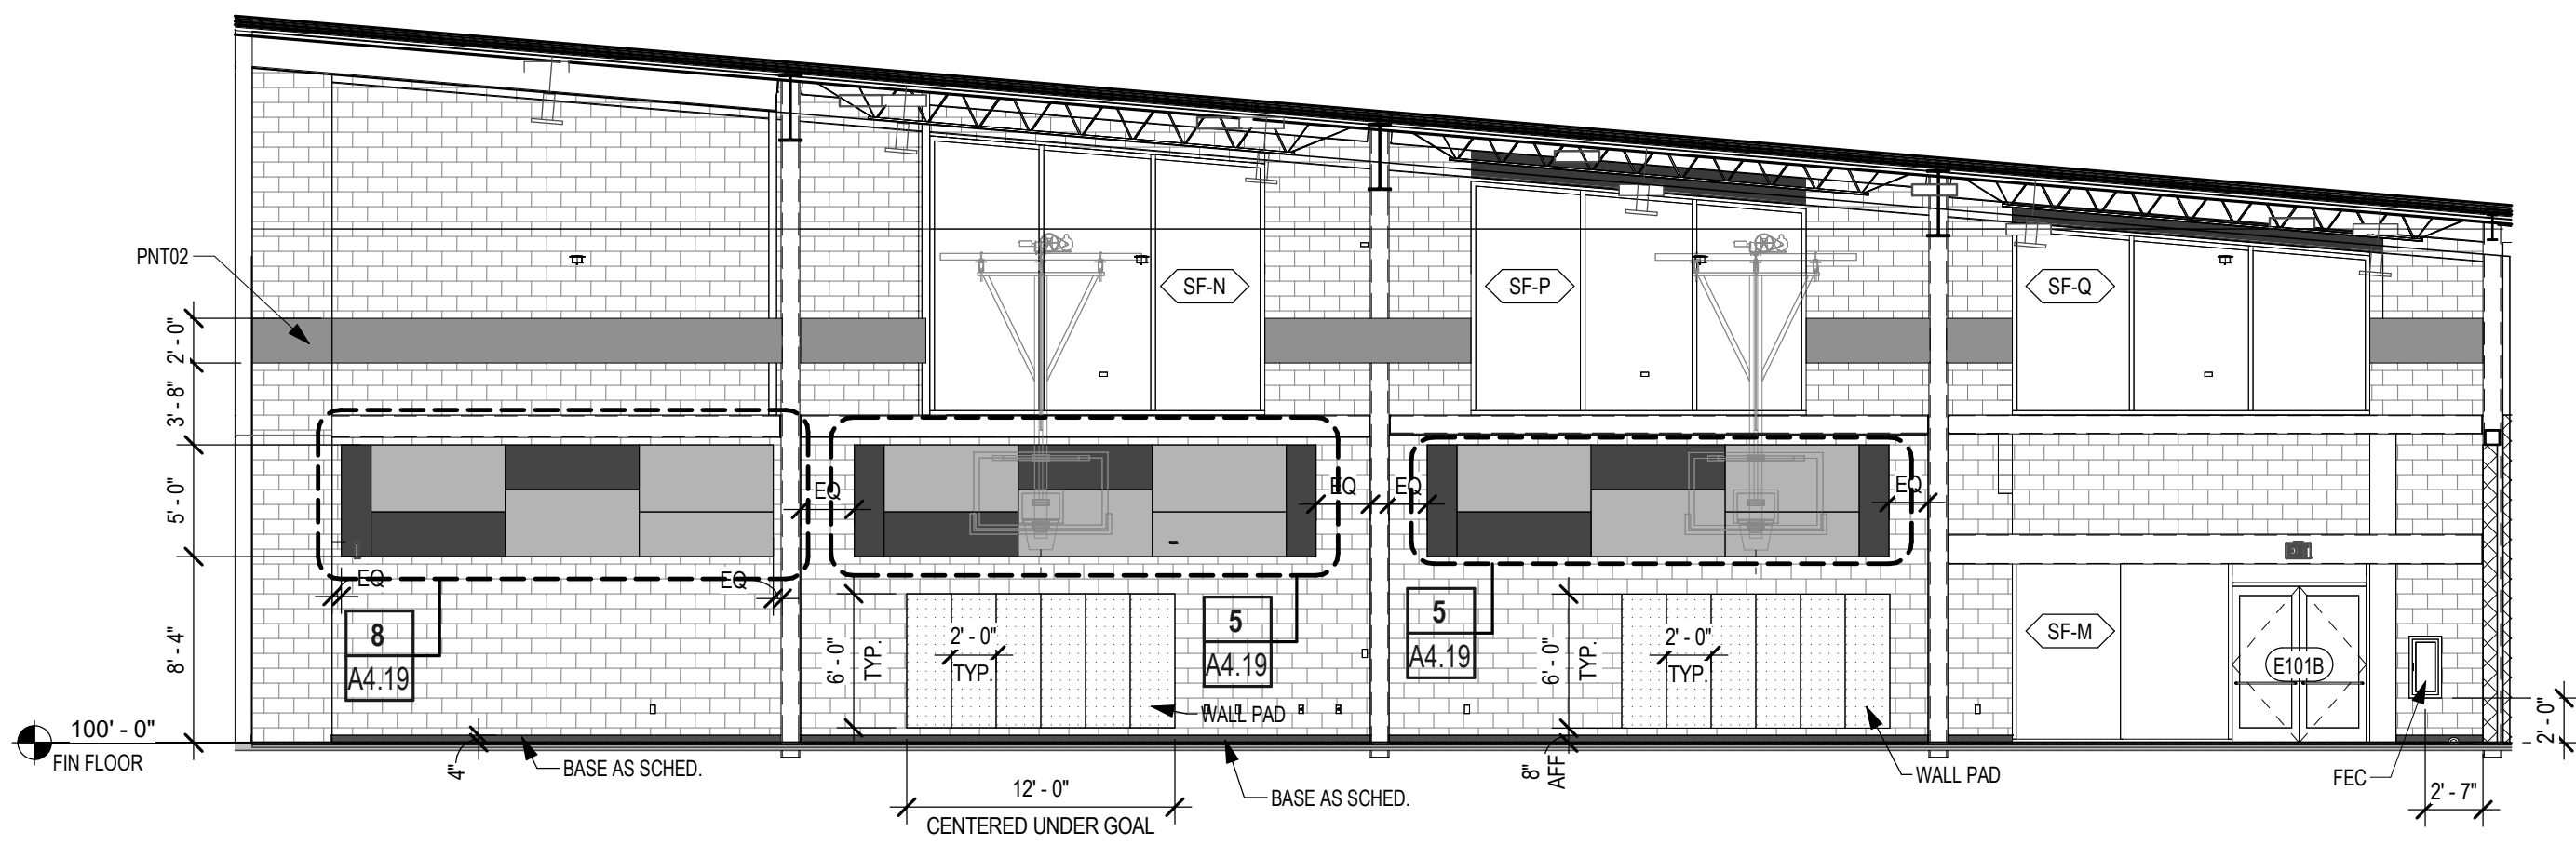 PNT02
SF-N
SF-P
SF-Q
2' - 0"
3' - 8"
5' - 0"
8' - 4"
EQ
EQ
EQ
EQ
EQ
EQ
8
A4.19
5
A4.19
5
A4.19
6' - 0"
TYP.
2' - 0"
TYP.
6' - 0"
TYP.
2' - 0"
TYP.
SF-M
E101B
WALL PAD
100' - 0"
FIN FLOOR
4"
BASE AS SCHED.
12' - 0"
CENTERED UNDER GOAL
BASE AS SCHED.
8"
AFF
WALL PAD
FEC
2' - 7"
2' - 0"